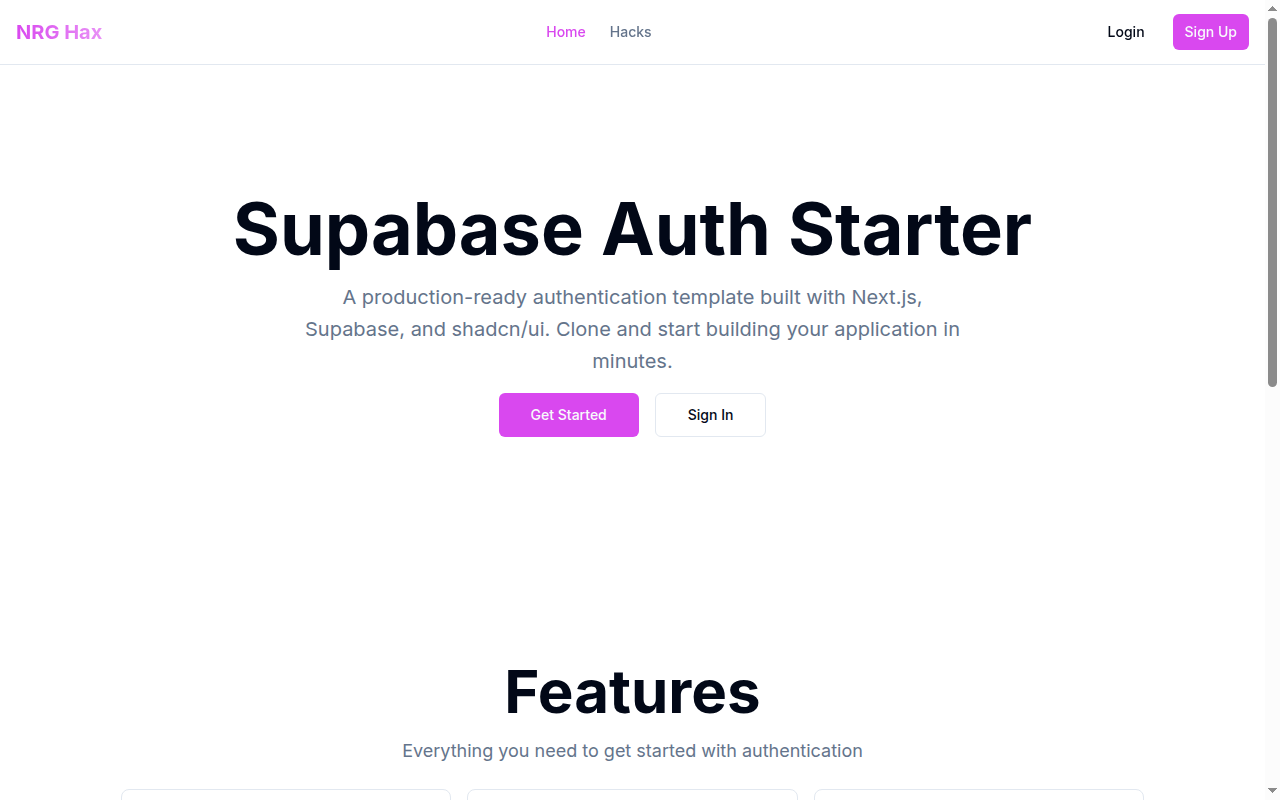 NRG Hax
Home
Hacks
Login
Sign Up
Supabase Auth Starter
A production-ready authentication template built with Next.js,
Supabase, and shadcn/ui. Clone and start building your application in
minutes.
Get Started
Sign In
Features
Everything you need to get started with authentication